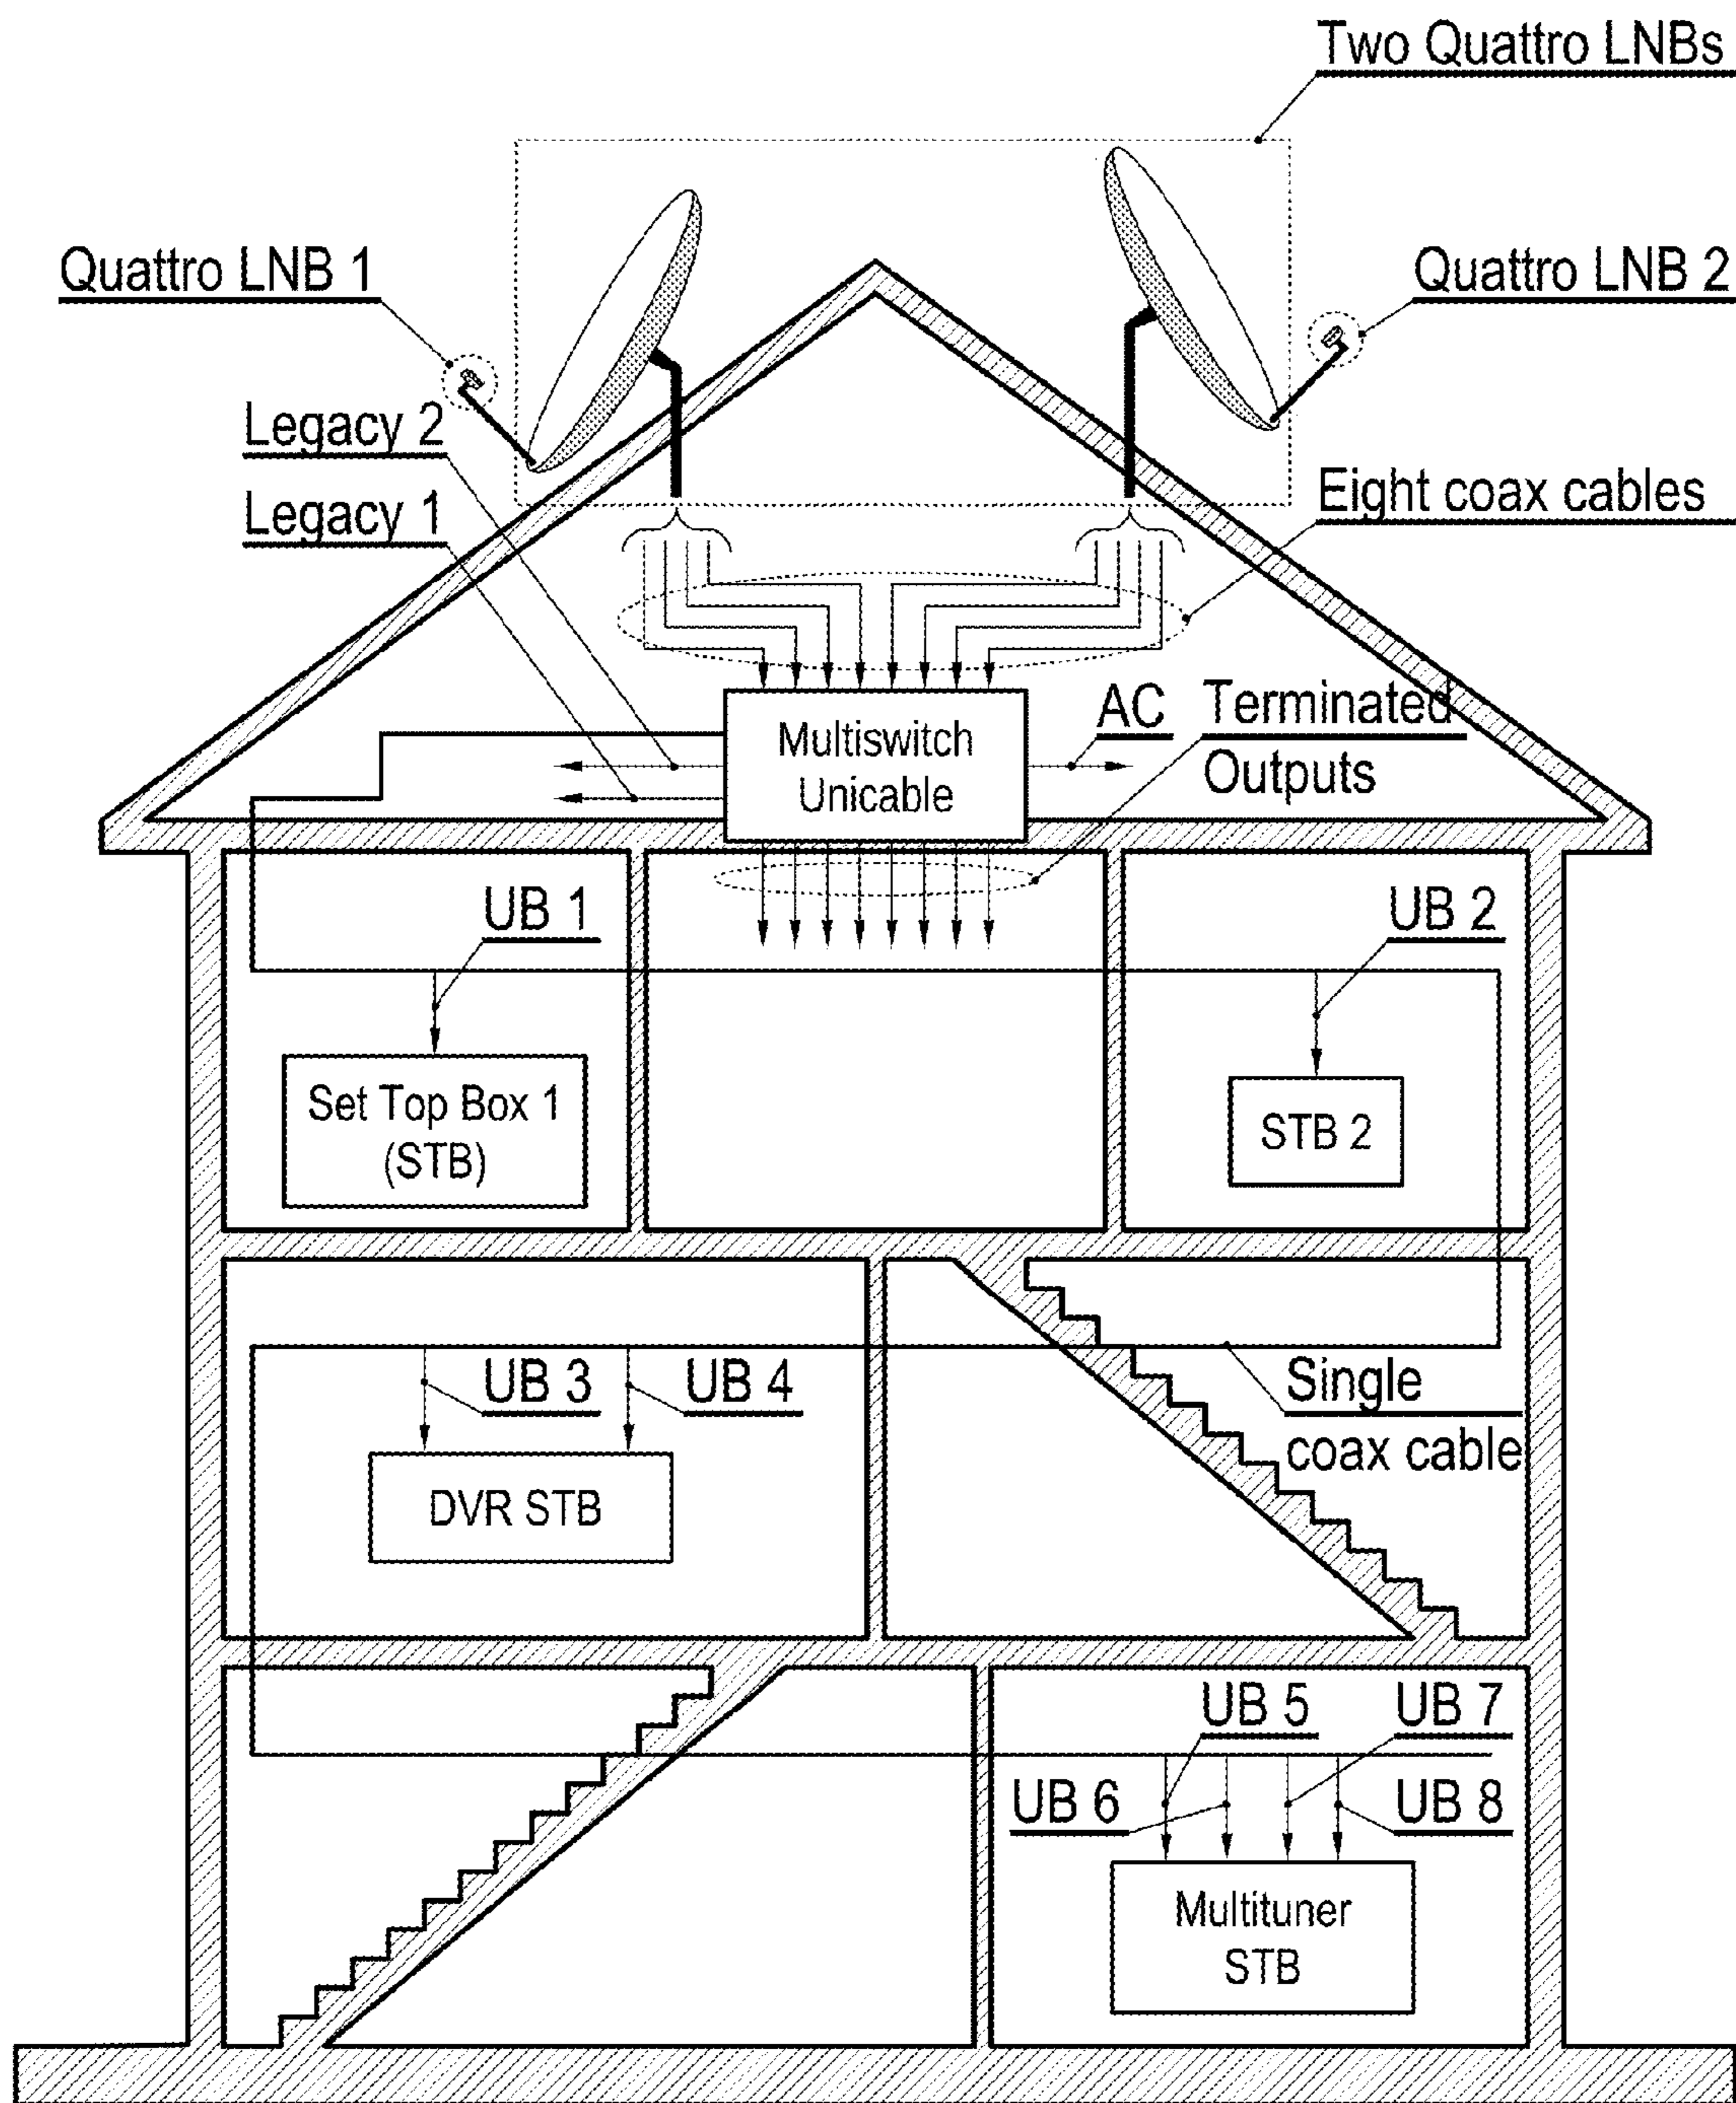 Two Quattro LNBs
Quattro LNB 1
Quattro LNB 2
Legacy 2
Legacy 1
Eight coax cables
Multiswitch
Unicable
AC
Terminated
Outputs
UB 1
UB 2
Set Top Box 1
(STB)
STB 2
UB 3
UB 4
Single
coax cable
DVR STB
UB 5
UB 7
UB 6
UB 8
Multituner
STB